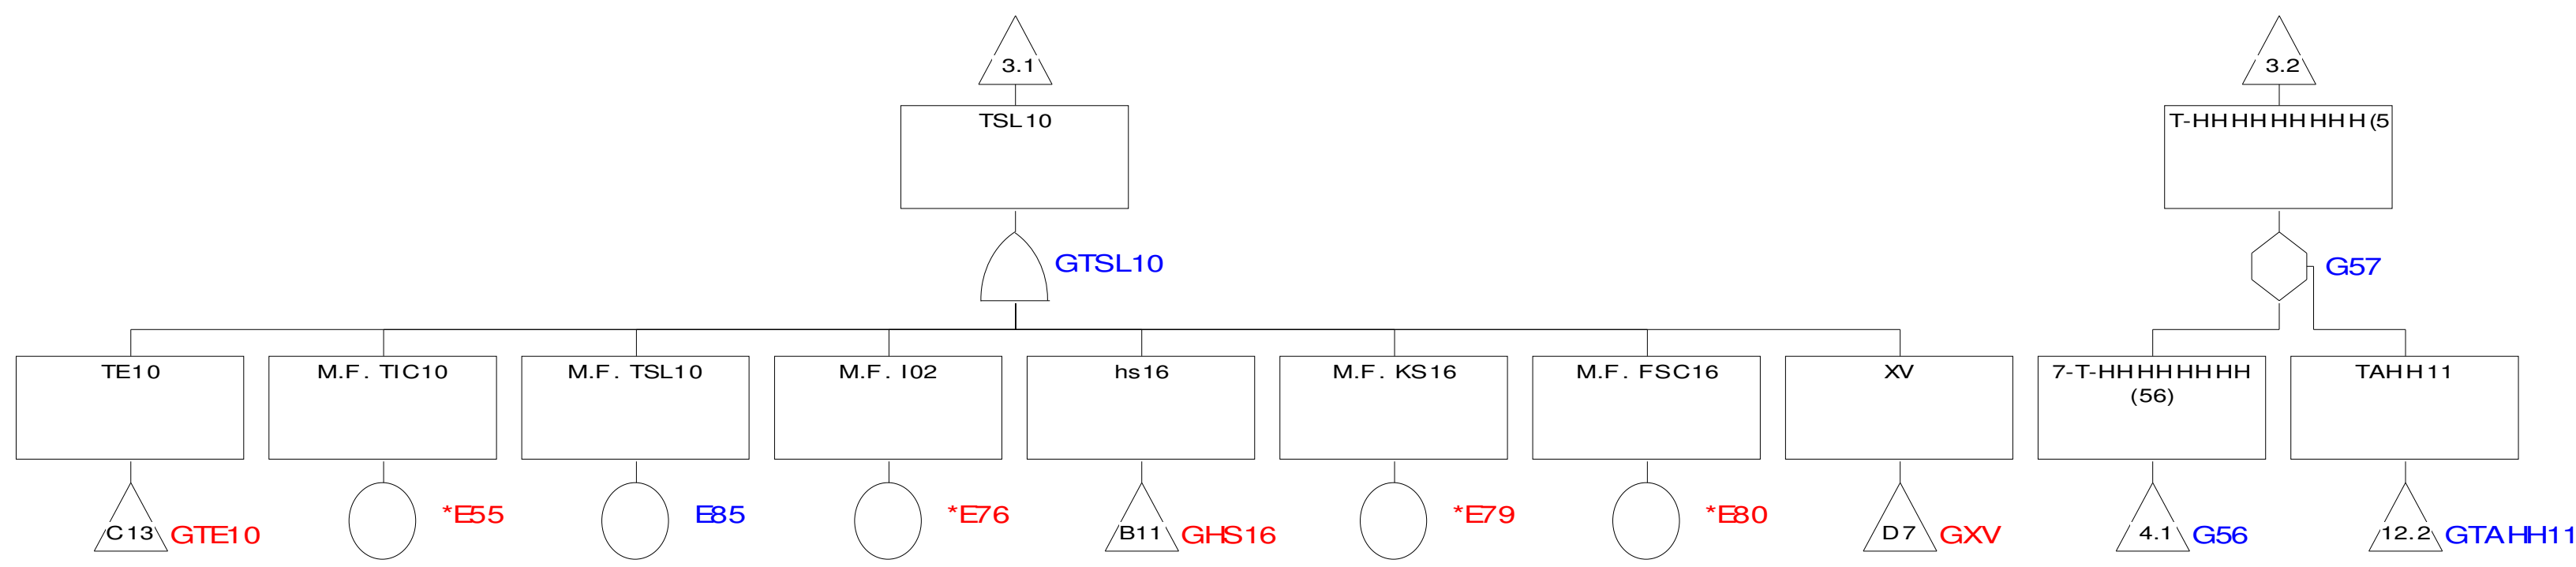 3.1
3.2
TSL10
T-HHHHHHHHH(5
GTSL10
G57
TE10
M.F. TIC10
M.F. TSL10
M.F. I02
hs16
M.F. KS16
M.F. FSC16
XV
7-T-HHHHHHHH
(56)
TAHH11
C13
GTE10
*E55
E85
*E76
B11
GHS16
*E79
*E80
D7
GXV
4.1
G56
12.2
GTAHH11